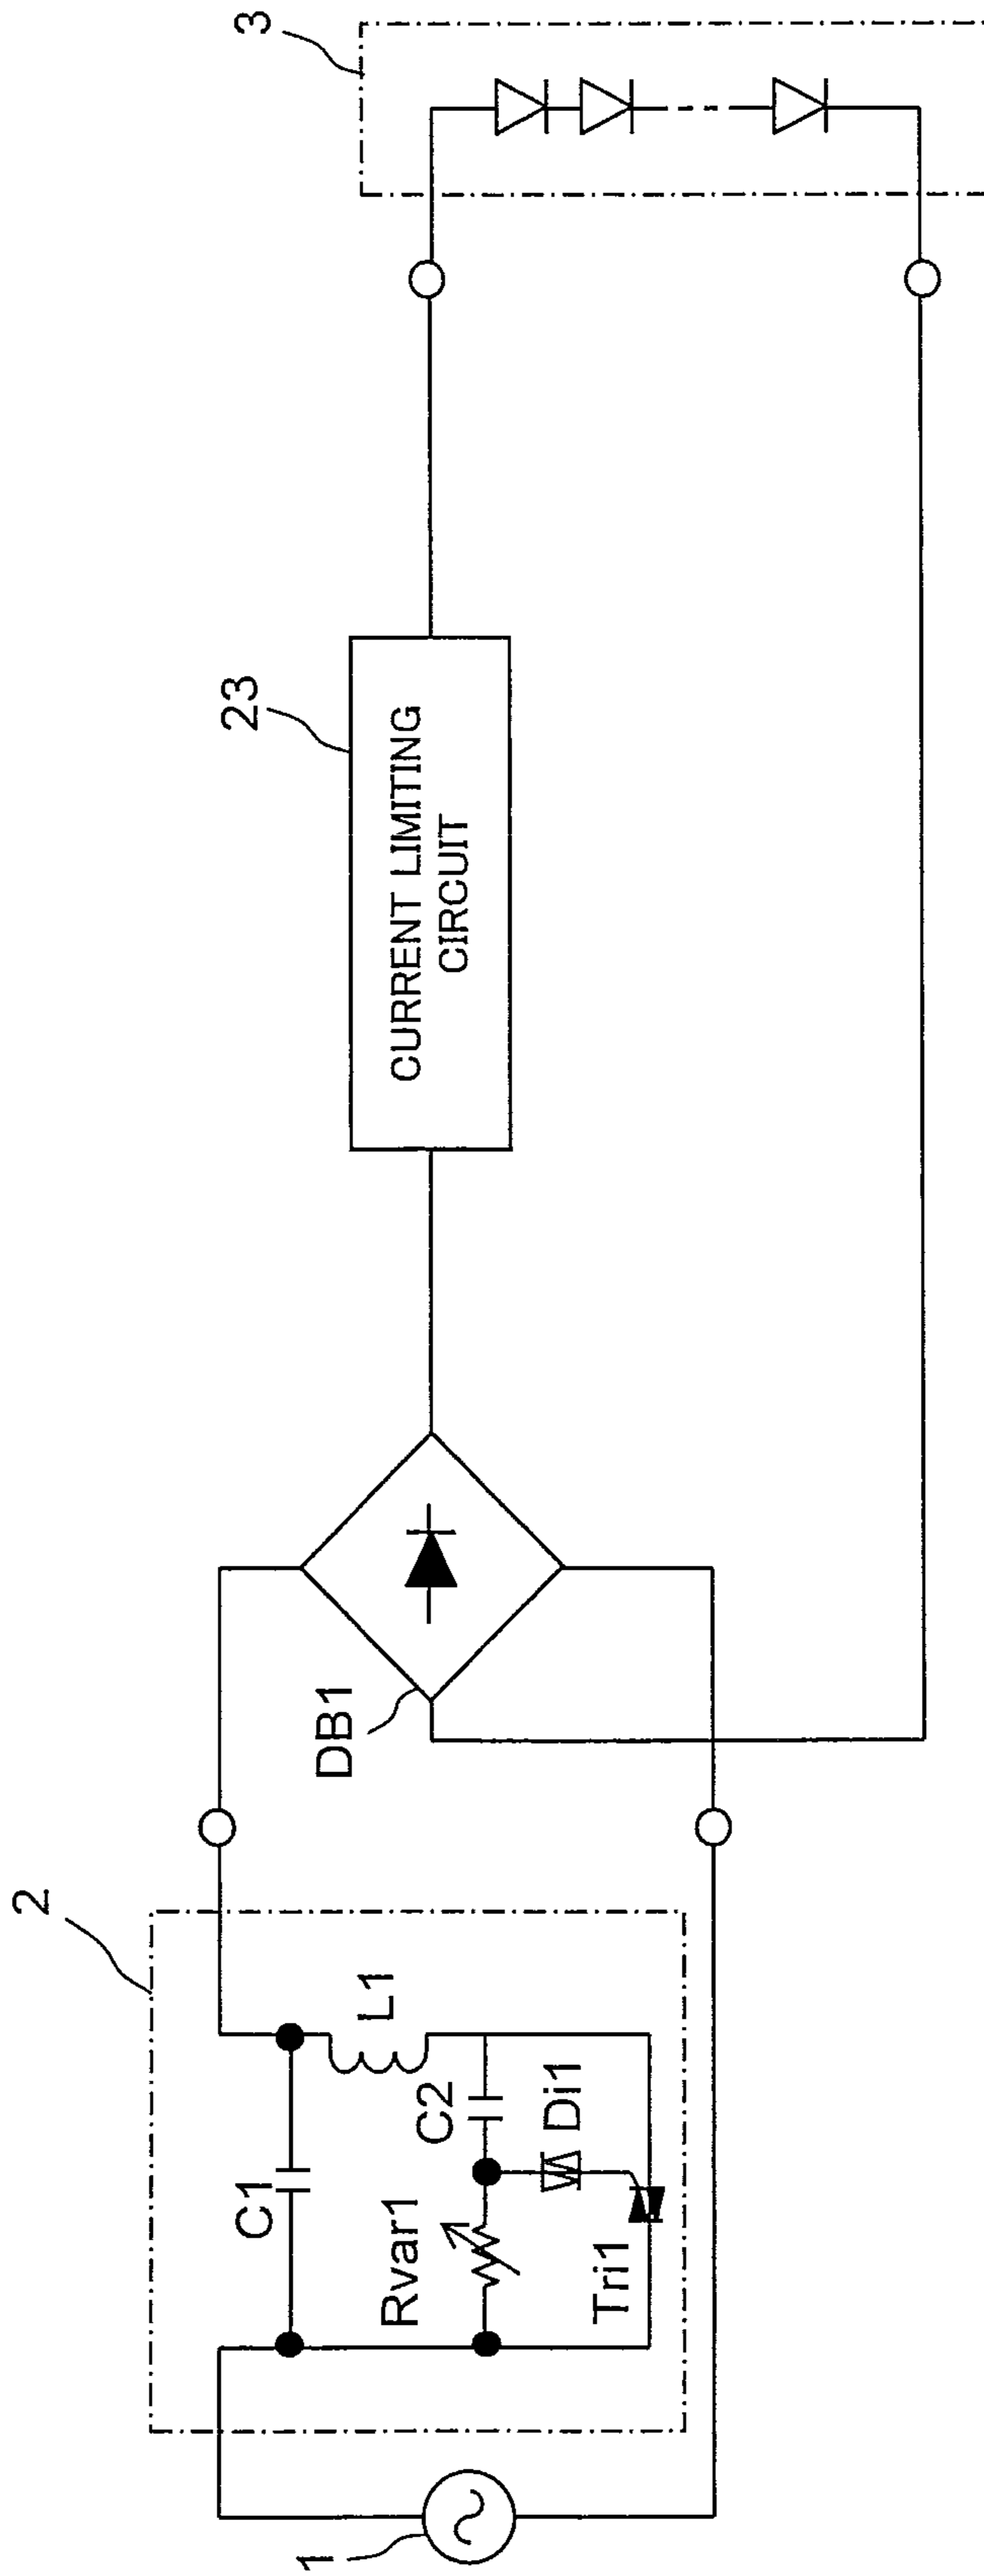 1
2
C1
L1
Rvar1
C2
Di1
Tri1
DB1
23
CURRENT LIMITING
CIRCUIT
3